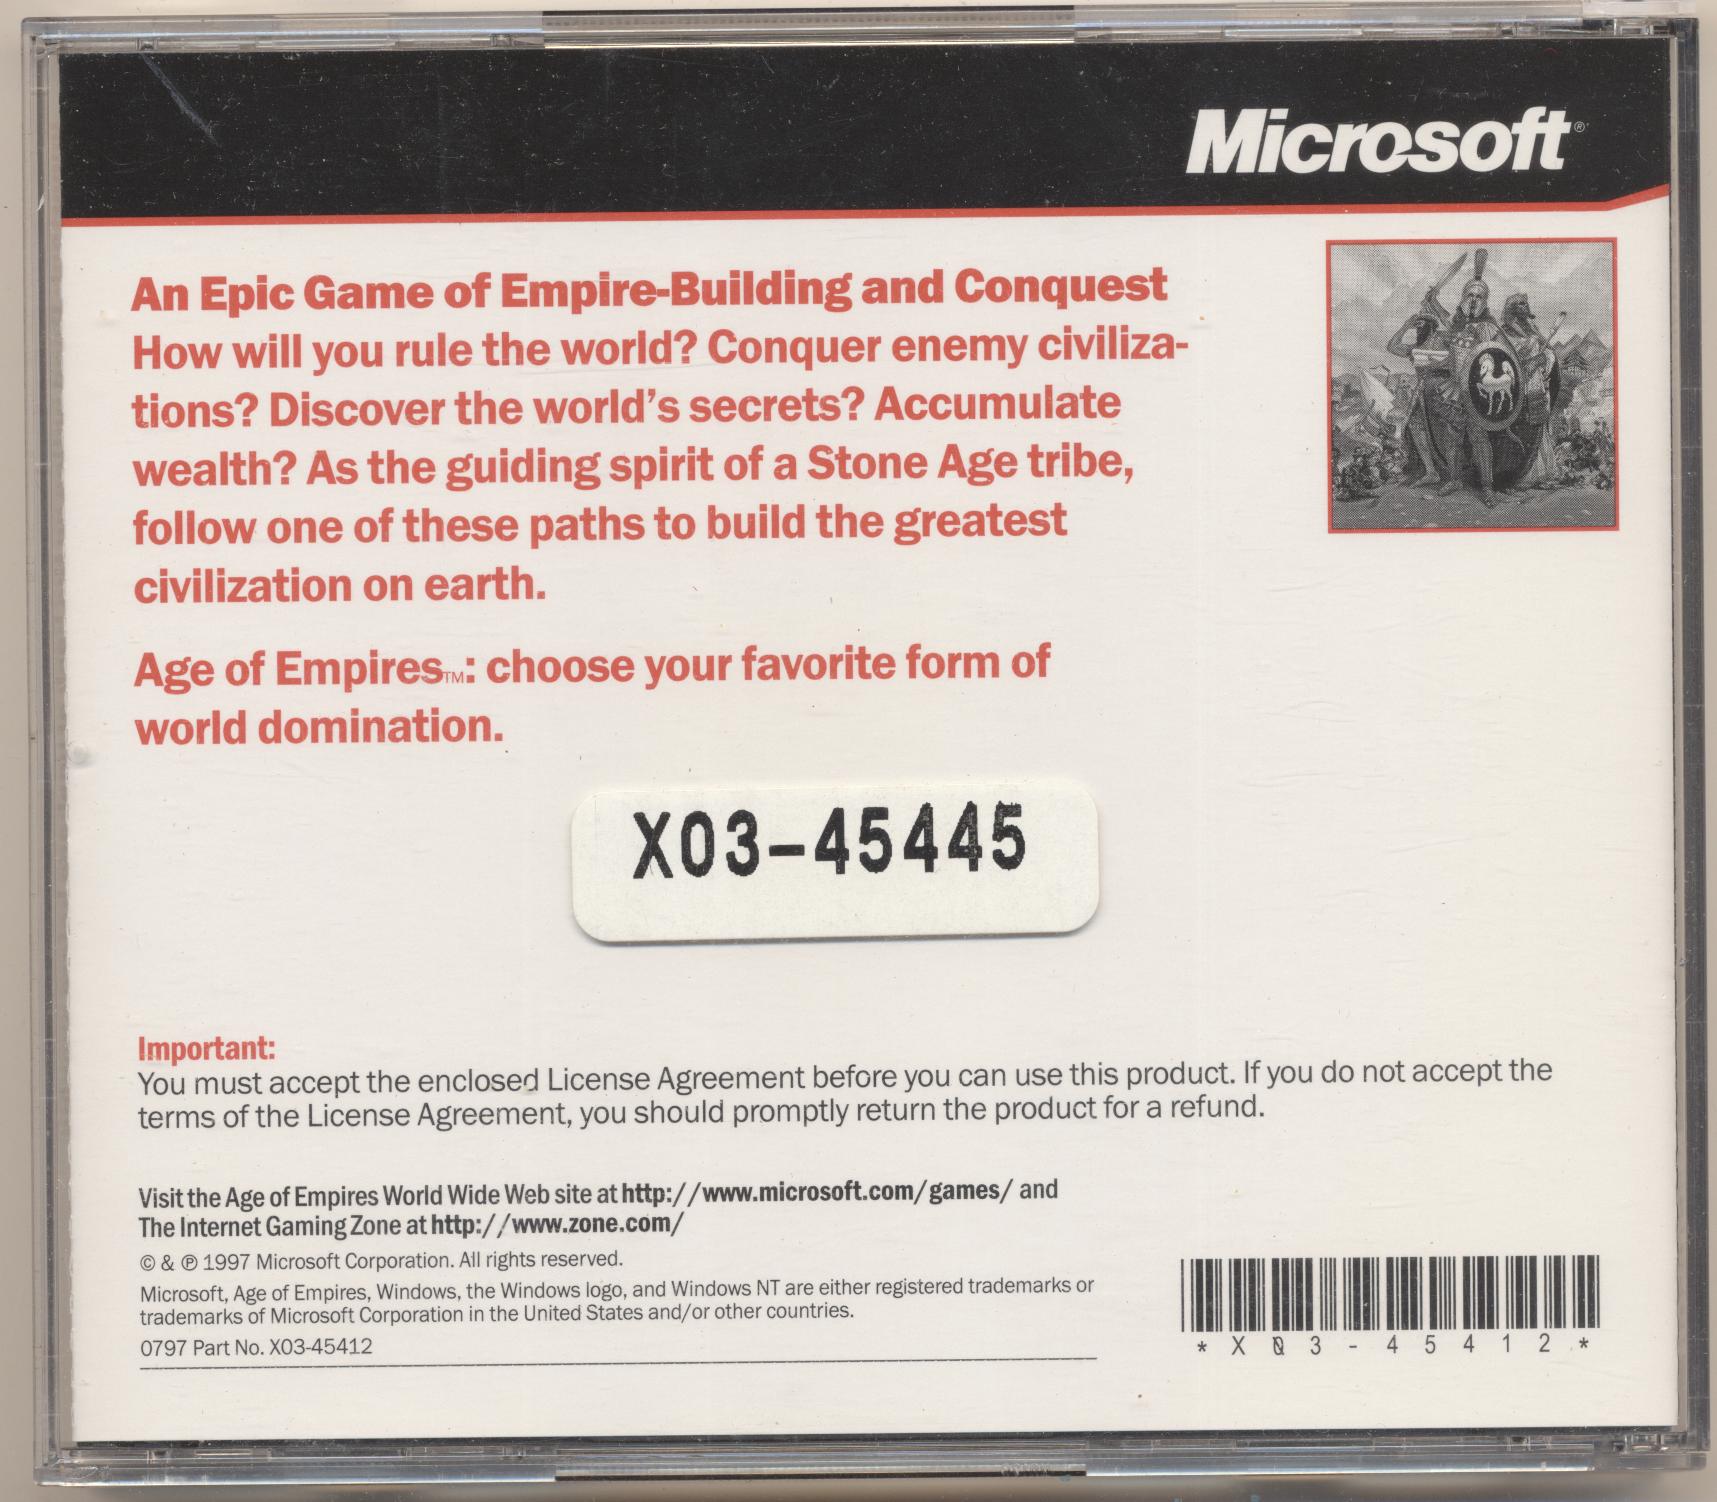 Microsoft®
An Epic Game of Empire-Building and Conquest
How will you rule the world? Conquer enemy civiliza-
tions? Discover the world's secrets? Accumulate
wealth? As the guiding spirit of a Stone Age tribe,
follow one of these paths to build the greatest
civilization on earth.
Age of Empires™: choose your favorite form of
world domination.
X03-45445
Important:
You must accept the enclosed License Agreement before you can use this product. If you do not accept the
terms of the License Agreement, you should promptly return the product for a refund.
Visit the Age of Empires World Wide Web site at http://www.microsoft.com/games/ and
The Internet Gaming Zone at http://www.zone.com/
© & ℗ 1997 Microsoft Corporation. All rights reserved.
Microsoft, Age of Empires, Windows, the Windows logo, and Windows NT are either registered trademarks or
trademarks of Microsoft Corporation in the United States and/or other countries.
0797 Part No. X03-45412
*X03-45412*